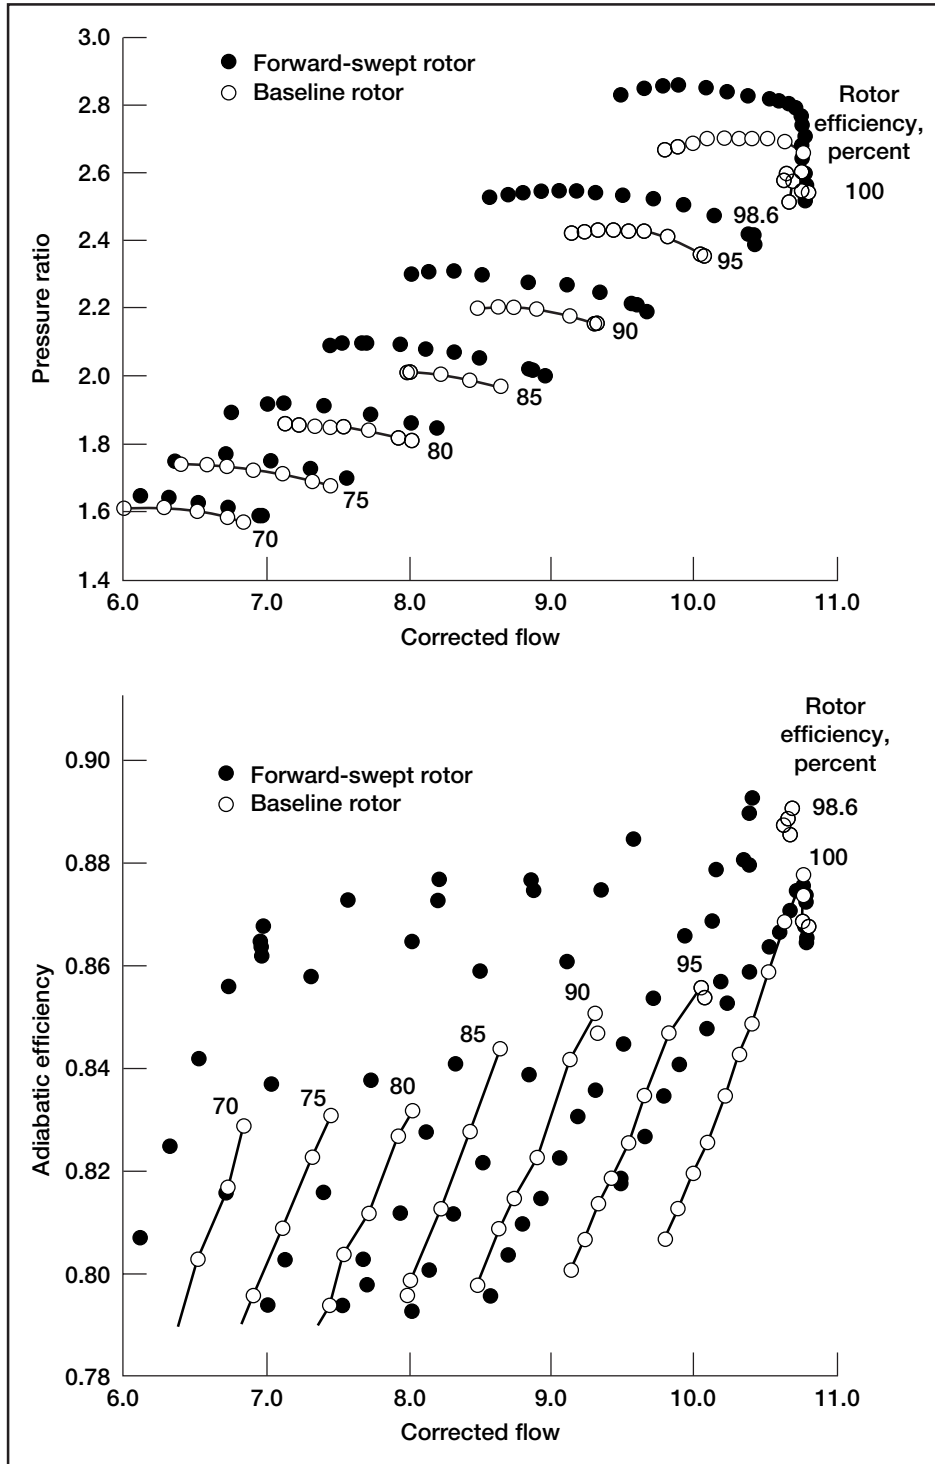 3.0
2.8
2.6
2.4
2.2
2.0
1.8
1.6
1.4
Pressure ratio
Forward-swept rotor
Baseline rotor
Rotor
efficiency,
percent
100
98.6
95
90
85
80
75
70
6.0 7.0 8.0 9.0 10.0 11.0
Corrected flow
0.90
0.88
0.86
0.84
0.82
0.80
0.78
Adiabatic efficiency
Forward-swept rotor
Baseline rotor
Rotor
efficiency,
percent
98.6
100
95
90
85
80
75
70
6.0 7.0 8.0 9.0 10.0 11.0
Corrected flow